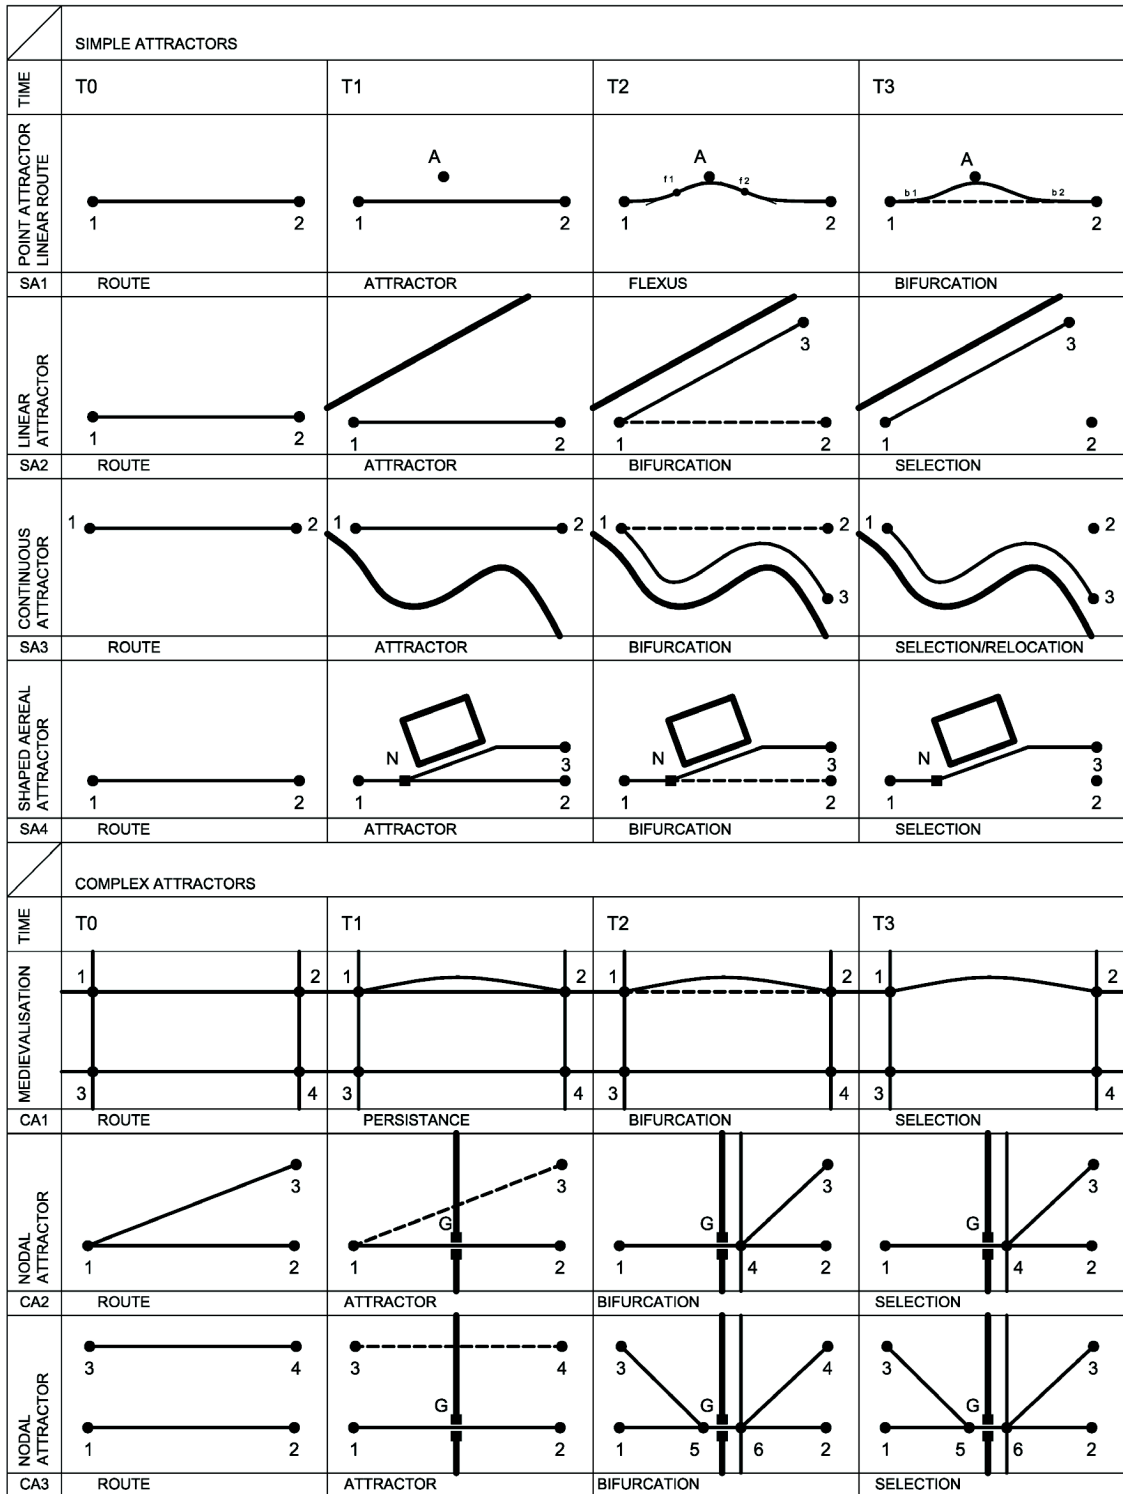 SIMPLE ATTRACTORS
TIME
T0
T1
T2
T3
POINT ATTRACTOR
LINEAR ROUTE
1
2
A
1
2
A
f1
f2
1
2
A
b1
b2
1
2
SA1
ROUTE
ATTRACTOR
FLEXUS
BIFURCATION
LINEAR
ATTRACTOR
1
2
1
2
3
1
2
3
1
2
SA2
ROUTE
ATTRACTOR
BIFURCATION
SELECTION
CONTINUOUS
ATTRACTOR
1
2
1
2
1
2
3
1
2
3
SA3
ROUTE
ATTRACTOR
BIFURCATION
SELECTION/RELOCATION
SHAPED AEREAL
ATTRACTOR
1
2
N
3
1
2
N
3
1
2
N
3
1
2
SA4
ROUTE
ATTRACTOR
BIFURCATION
SELECTION
COMPLEX ATTRACTORS
TIME
T0
T1
T2
T3
MEDIEVALISATION
1
2
3
4
1
2
3
4
1
2
3
4
1
2
3
4
CA1
ROUTE
PERSISTANCE
BIFURCATION
SELECTION
NODAL
ATTRACTOR
3
1
2
3
G
1
2
3
G
1
4
2
3
G
1
4
2
CA2
ROUTE
ATTRACTOR
BIFURCATION
SELECTION
NODAL
ATTRACTOR
3
4
1
2
3
4
G
1
2
3
4
G
1
5
6
2
3
3
G
1
5
6
2
CA3
ROUTE
ATTRACTOR
BIFURCATION
SELECTION